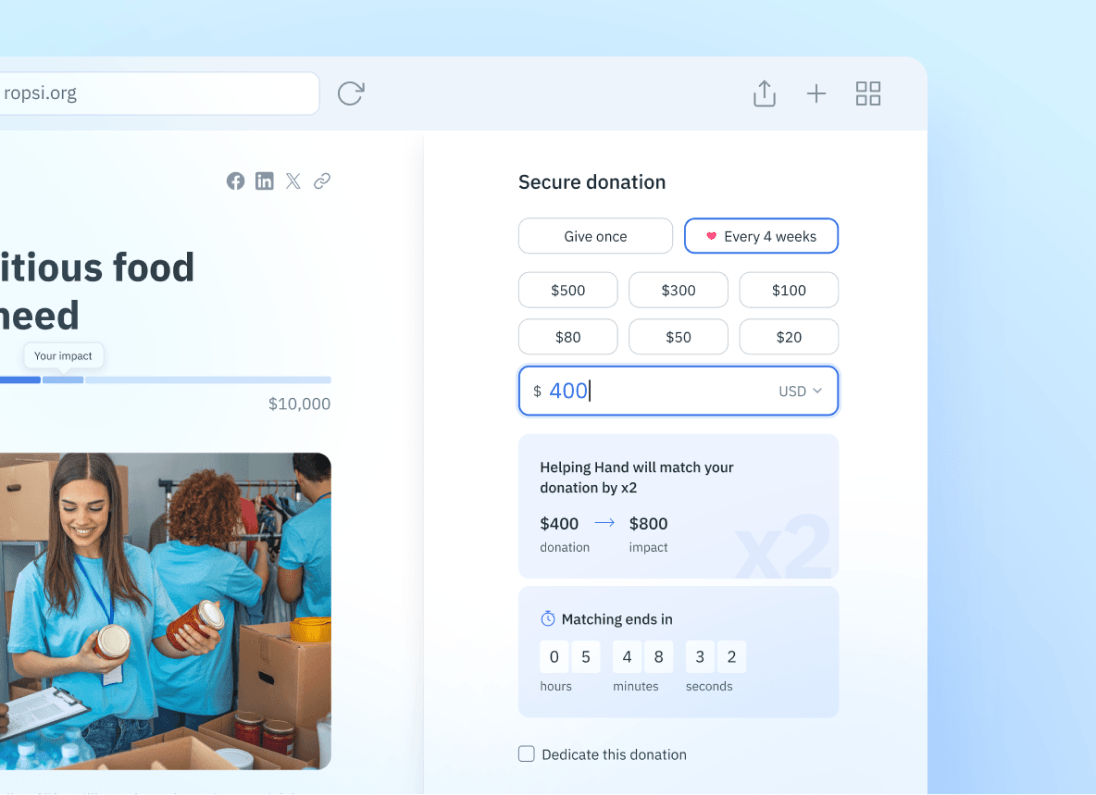 ropsi.org
itious food
need
Your impact
$10,000
Secure donation
Give once
Every 4 weeks
$500
$300
$100
$80
$50
$20
$ 400
USD
Helping Hand will match your
donation by x2
$400 → $800
donation
impact
x2
Matching ends in
0 5 4 8 3 2
hours
minutes
seconds
Dedicate this donation